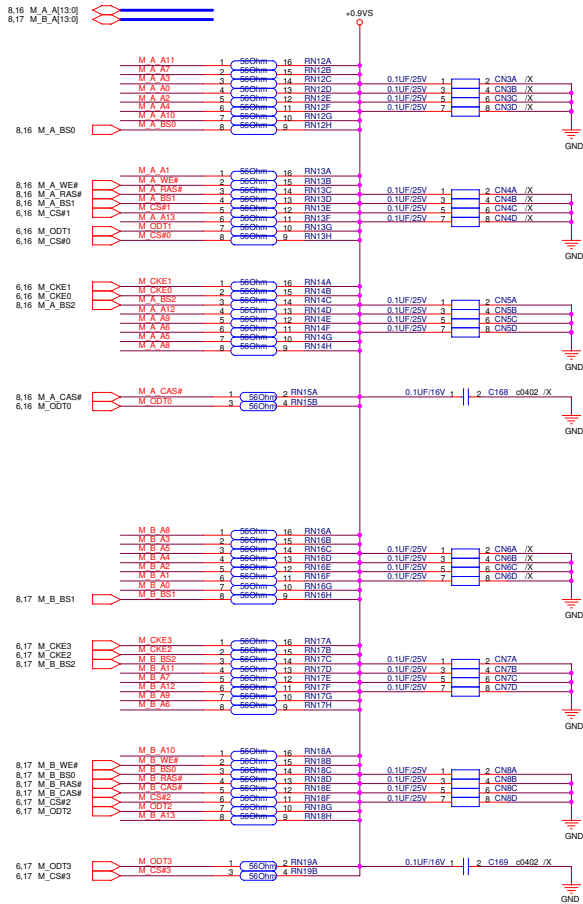 8,16 M_A_A[13:0]
8,17 M_B_A[13:0]
+0.9VS
M_A_A11 1 56Ohm 16 RN12A
M_A_A7 2 56Ohm 15 RN12B
M_A_A3 3 56Ohm 14 RN12C 0.1UF/25V 1 2 CN3A /X
M_A_A0 4 56Ohm 13 RN12D 0.1UF/25V 3 4 CN3B /X
M_A_A2 5 56Ohm 12 RN12E 0.1UF/25V 5 6 CN3C /X
M_A_A4 6 56Ohm 11 RN12F 0.1UF/25V 7 8 CN3D /X
M_A_A10 7 56Ohm 10 RN12G
8,16 M_A_BS0 M_A_BS0 8 56Ohm 9 RN12H
GND
M_A_A1 1 56Ohm 16 RN13A
8,16 M_A_WE# M_A_WE# 2 56Ohm 15 RN13B
8,16 M_A_RAS# M_A_RAS# 3 56Ohm 14 RN13C 0.1UF/25V 1 2 CN4A /X
8,16 M_A_BS1 M_A_BS1 4 56Ohm 13 RN13D 0.1UF/25V 3 4 CN4B /X
6,16 M_CS#1 M_CS#1 5 56Ohm 12 RN13E 0.1UF/25V 5 6 CN4C /X
M_A_A13 6 56Ohm 11 RN13F 0.1UF/25V 7 8 CN4D /X
6,16 M_ODT1 M_ODT1 7 56Ohm 10 RN13G
6,16 M_CS#0 M_CS#0 8 56Ohm 9 RN13H
GND
6,16 M_CKE1 M_CKE1 1 56Ohm 16 RN14A
6,16 M_CKE0 M_CKE0 2 56Ohm 15 RN14B
8,16 M_A_BS2 M_A_BS2 3 56Ohm 14 RN14C 0.1UF/25V 1 2 CN5A /X
M_A_A12 4 56Ohm 13 RN14D 0.1UF/25V 3 4 CN5B /X
M_A_A9 5 56Ohm 12 RN14E 0.1UF/25V 5 6 CN5C /X
M_A_A6 6 56Ohm 11 RN14F 0.1UF/25V 7 8 CN5D /X
M_A_A5 7 56Ohm 10 RN14G
M_A_A8 8 56Ohm 9 RN14H
GND
8,16 M_A_CAS# M_A_CAS# 1 56Ohm 2 RN15A 0.1UF/16V 1 2 C168 c0402 /X
6,16 M_ODT0 M_ODT0 3 56Ohm 4 RN15B
GND
M_B_A8 1 56Ohm 16 RN16A
M_B_A3 2 56Ohm 15 RN16B
M_B_A5 3 56Ohm 14 RN16C 0.1UF/25V 1 2 CN6A /X
M_B_A4 4 56Ohm 13 RN16D 0.1UF/25V 3 4 CN6B /X
M_B_A2 5 56Ohm 12 RN16E 0.1UF/25V 5 6 CN6C /X
M_B_A1 6 56Ohm 11 RN16F 0.1UF/25V 7 8 CN6D /X
M_B_A0 7 56Ohm 10 RN16G
8,17 M_B_BS1 M_B_BS1 8 56Ohm 9 RN16H
GND
6,17 M_CKE3 M_CKE3 1 56Ohm 16 RN17A
6,17 M_CKE2 M_CKE2 2 56Ohm 15 RN17B
8,17 M_B_BS2 M_B_BS2 3 56Ohm 14 RN17C 0.1UF/25V 1 2 CN7A /X
M_B_A11 4 56Ohm 13 RN17D 0.1UF/25V 3 4 CN7B /X
M_B_A7 5 56Ohm 12 RN17E 0.1UF/25V 5 6 CN7C /X
M_B_A12 6 56Ohm 11 RN17F 0.1UF/25V 7 8 CN7D /X
M_B_A9 7 56Ohm 10 RN17G
M_B_A6 8 56Ohm 9 RN17H
GND
M_B_A10 1 56Ohm 16 RN18A
8,17 M_B_WE# M_B_WE# 2 56Ohm 15 RN18B
8,17 M_B_BS0 M_B_BS0 3 56Ohm 14 RN18C 0.1UF/25V 1 2 CN8A /X
8,17 M_B_RAS# M_B_RAS# 4 56Ohm 13 RN18D 0.1UF/25V 3 4 CN8B /X
8,17 M_B_CAS# M_B_CAS# 5 56Ohm 12 RN18E 0.1UF/25V 5 6 CN8C /X
6,17 M_CS#2 M_CS#2 6 56Ohm 11 RN18F 0.1UF/25V 7 8 CN8D /X
6,17 M_ODT2 M_ODT2 7 56Ohm 10 RN18G
M_B_A13 8 56Ohm 9 RN18H
GND
6,17 M_ODT3 M_ODT3 1 56Ohm 2 RN19A 0.1UF/16V 1 2 C169 c0402 /X
6,17 M_CS#3 M_CS#3 3 56Ohm 4 RN19B
GND